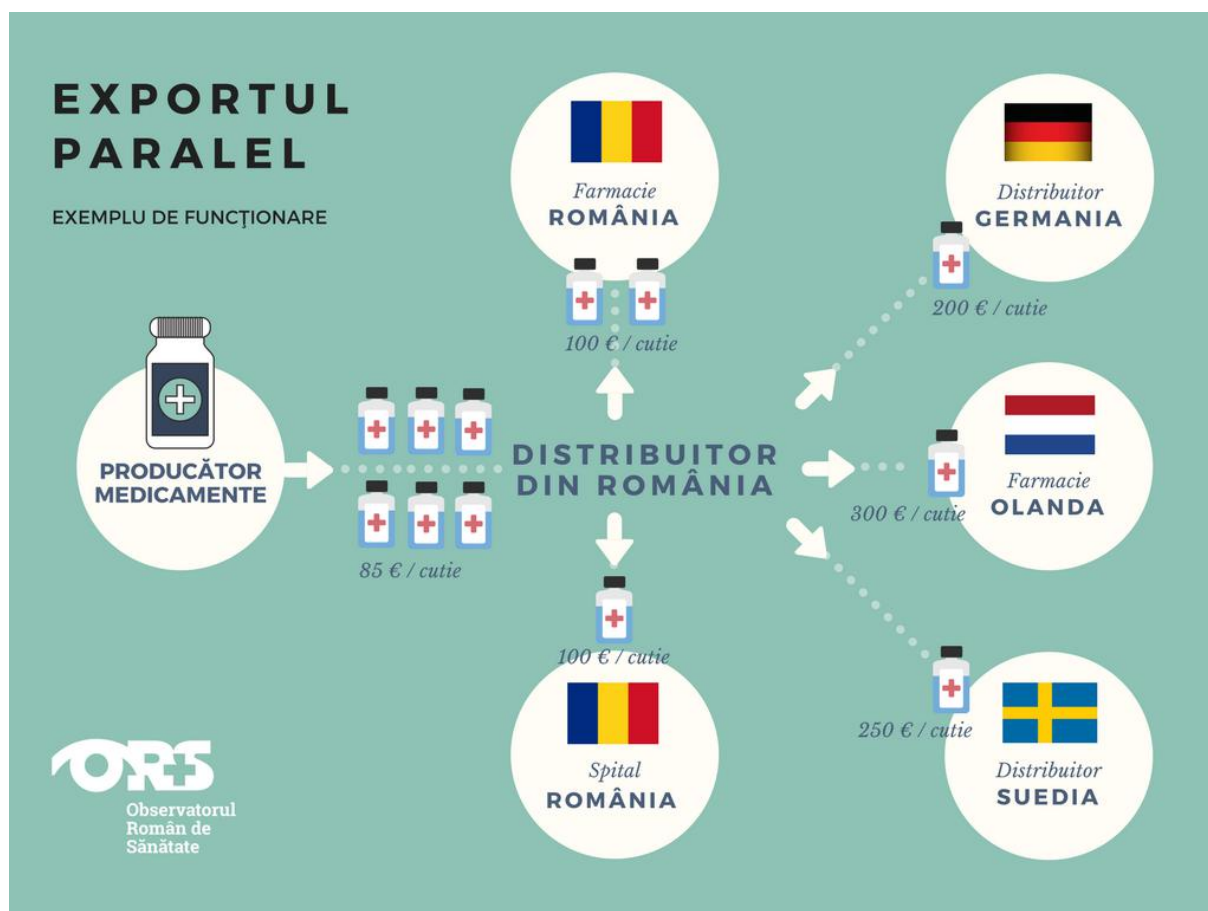 EXPORTUL
PARALEL
EXEMPLU DE FUNCŢIONARE
PRODUCĂTOR
MEDICAMENTE
85 € / cutie
DISTRIBUITOR
DIN ROMÂNIA
Farmacie
ROMÂNIA
100 € / cutie
100 € / cutie
Spital
ROMÂNIA
Distribuitor
GERMANIA
200 € / cutie
Farmacie
OLANDA
300 € / cutie
250 € / cutie
Distribuitor
SUEDIA
ORS
Observatorul
Român de
Sănătate